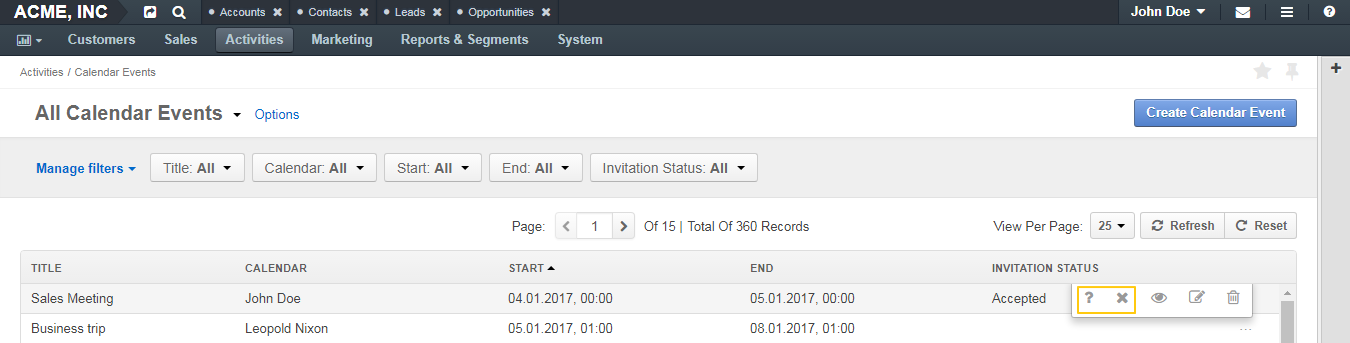 ACME, INC Accounts Contacts Leads Opportunities John Doe
Customers Sales Activities Marketing Reports & Segments System
Activities / Calendar Events
All Calendar Events Options Create Calendar Event
Manage filters Title: All Calendar: All Start: All End: All Invitation Status: All
Page: 1 Of 15 | Total Of 360 Records View Per Page: 25 Refresh Reset
TITLE CALENDAR START END INVITATION STATUS
Sales Meeting John Doe 04.01.2017, 00:00 05.01.2017, 00:00 Accepted ?
Business trip Leopold Nixon 05.01.2017, 01:00 08.01.2017, 01:00 ...